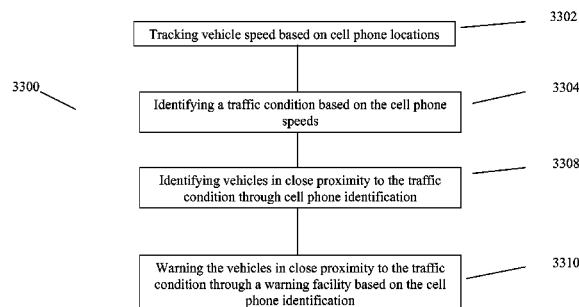 3302
Tracking vehicle speed based on cell phone locations
3300
3304
Identifying a traffic condition based on the cell phone
speeds
3308
Identifying vehicles in close proximity to the traffic
condition through cell phone identification
3310
Warning the vehicles in close proximity to the traffic
condition through a warning facility based on the cell
phone identification